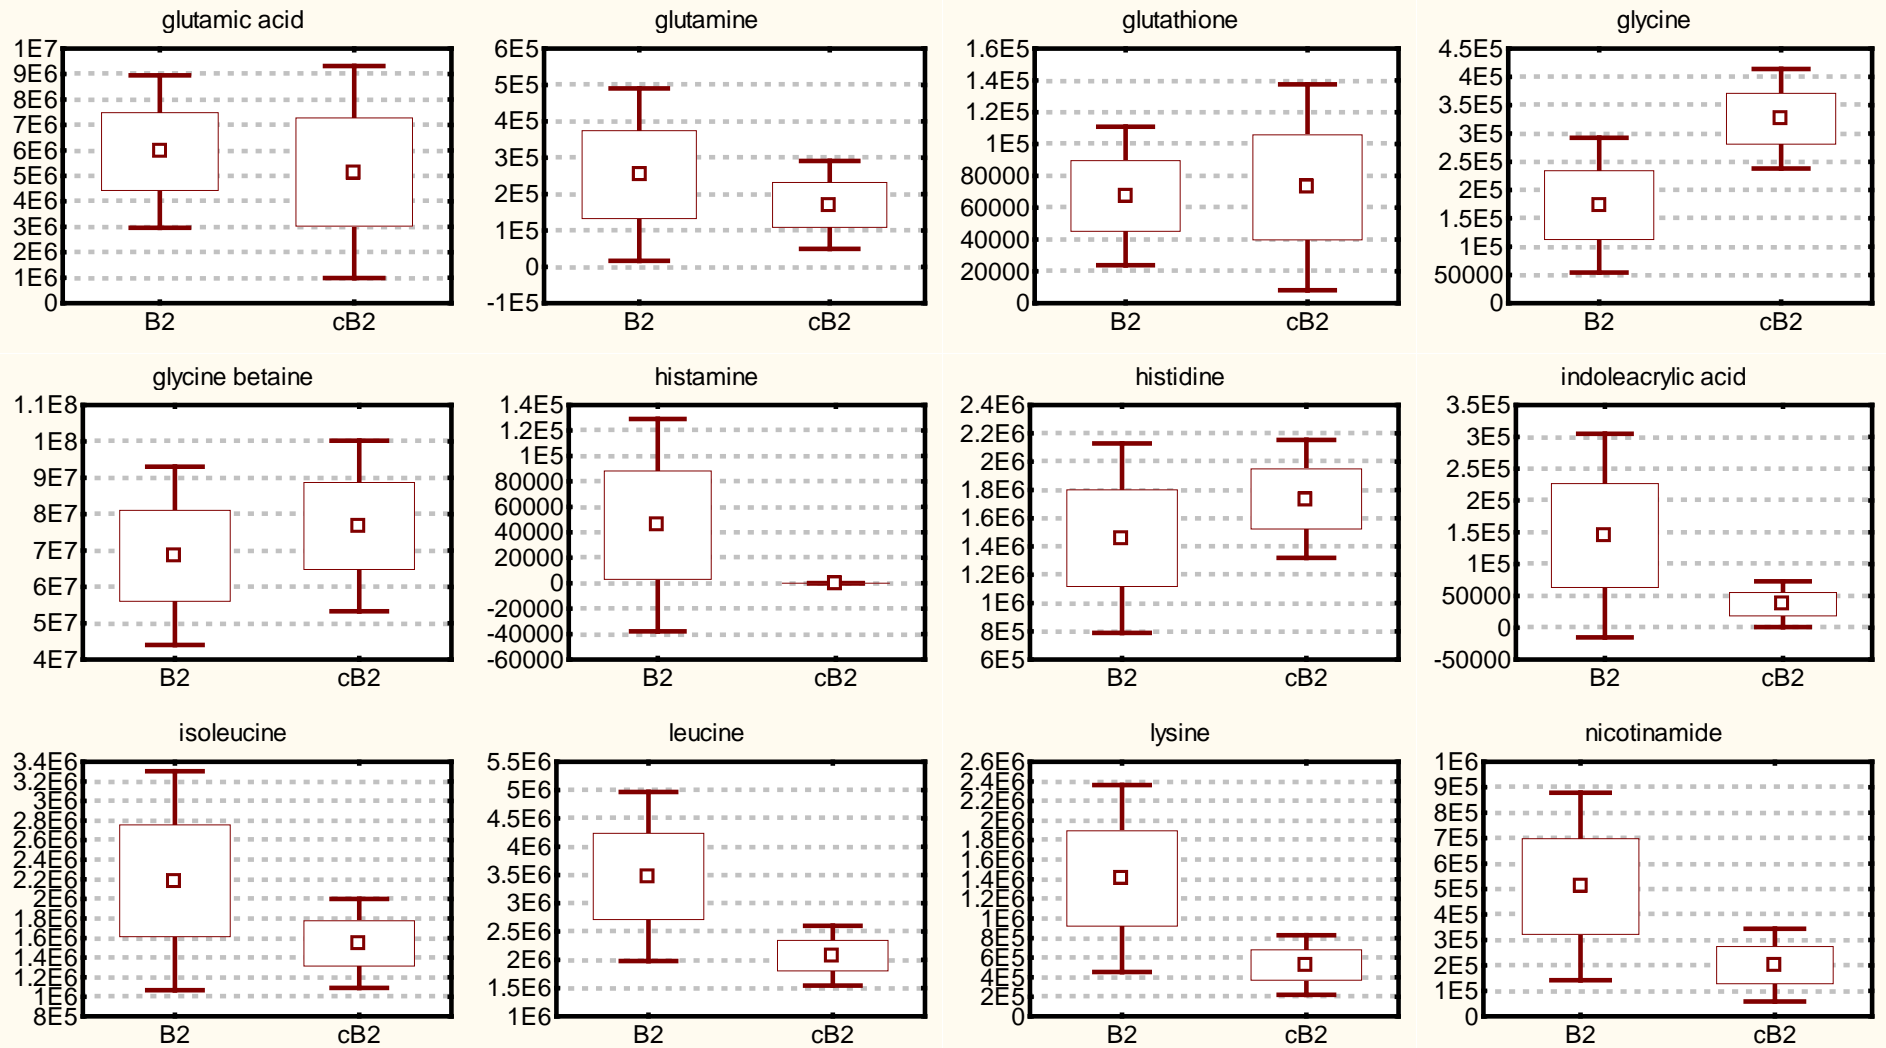 glutamic acid
1E7
9E6
8E6
7E6
6E6
5E6
4E6
3E6
2E6
1E6
0
B2 cB2
glutamine
6E5
5E5
4E5
3E5
2E5
1E5
0
-1E5
B2 cB2
glutathione
1.6E5
1.4E5
1.2E5
1E5
80000
60000
40000
20000
0
B2 cB2
glycine
4.5E5
4E5
3.5E5
3E5
2.5E5
2E5
1.5E5
1E5
50000
0
B2 cB2
glycine betaine
1.1E8
1E8
9E7
8E7
7E7
6E7
5E7
4E7
B2 cB2
histamine
1.4E5
1.2E5
1E5
80000
60000
40000
20000
0
-20000
-40000
-60000
B2 cB2
histidine
2.4E6
2.2E6
2E6
1.8E6
1.6E6
1.4E6
1.2E6
1E6
8E5
6E5
B2 cB2
indoleacrylic acid
3.5E5
3E5
2.5E5
2E5
1.5E5
1E5
50000
0
-50000
B2 cB2
isoleucine
3.4E6
3.2E6
3E6
2.8E6
2.6E6
2.4E6
2.2E6
2E6
1.8E6
1.6E6
1.4E6
1.2E6
1E6
8E5
B2 cB2
leucine
5.5E6
5E6
4.5E6
4E6
3.5E6
3E6
2.5E6
2E6
1.5E6
1E6
B2 cB2
lysine
2.6E6
2.4E6
2.2E6
2E6
1.8E6
1.6E6
1.4E6
1.2E6
1E6
8E5
6E5
4E5
2E5
0
B2 cB2
nicotinamide
1E6
9E5
8E5
7E5
6E5
5E5
4E5
3E5
2E5
1E5
0
B2 cB2